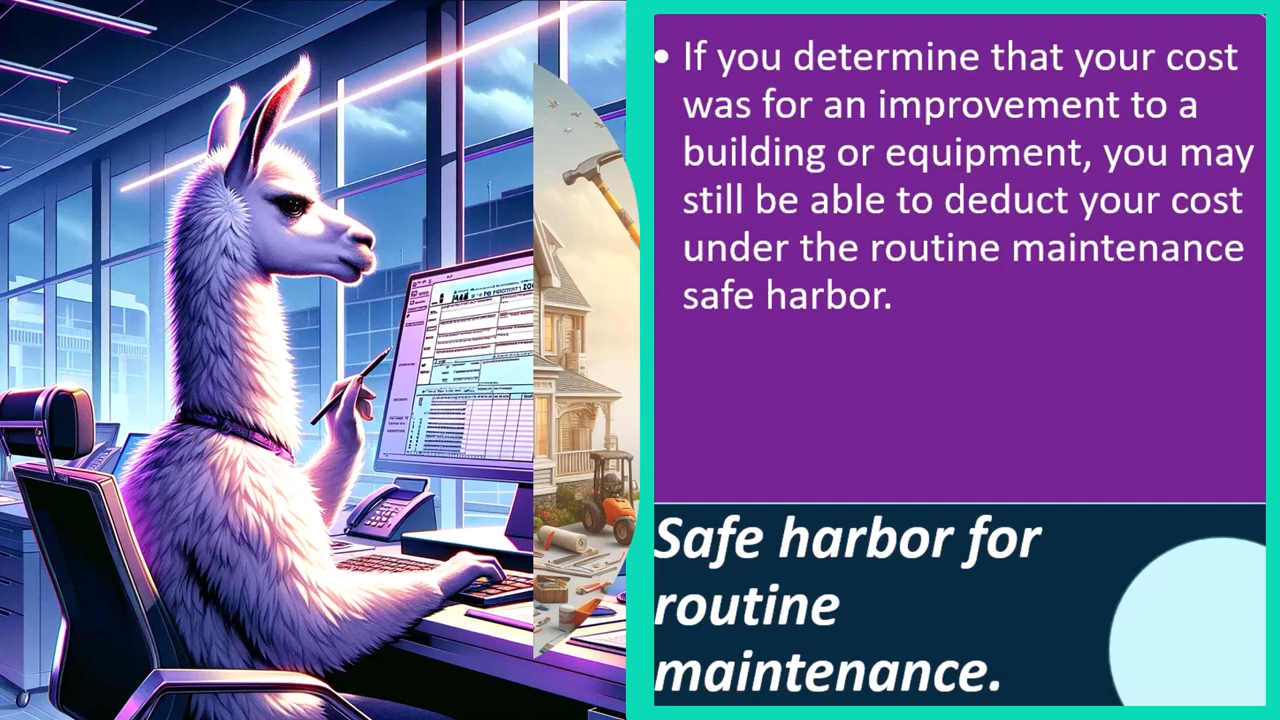 • If you determine that your cost
was for an improvement to a
building or equipment, you may
still be able to deduct your cost
under the routine maintenance
safe harbor.
Safe harbor for
routine
maintenance.